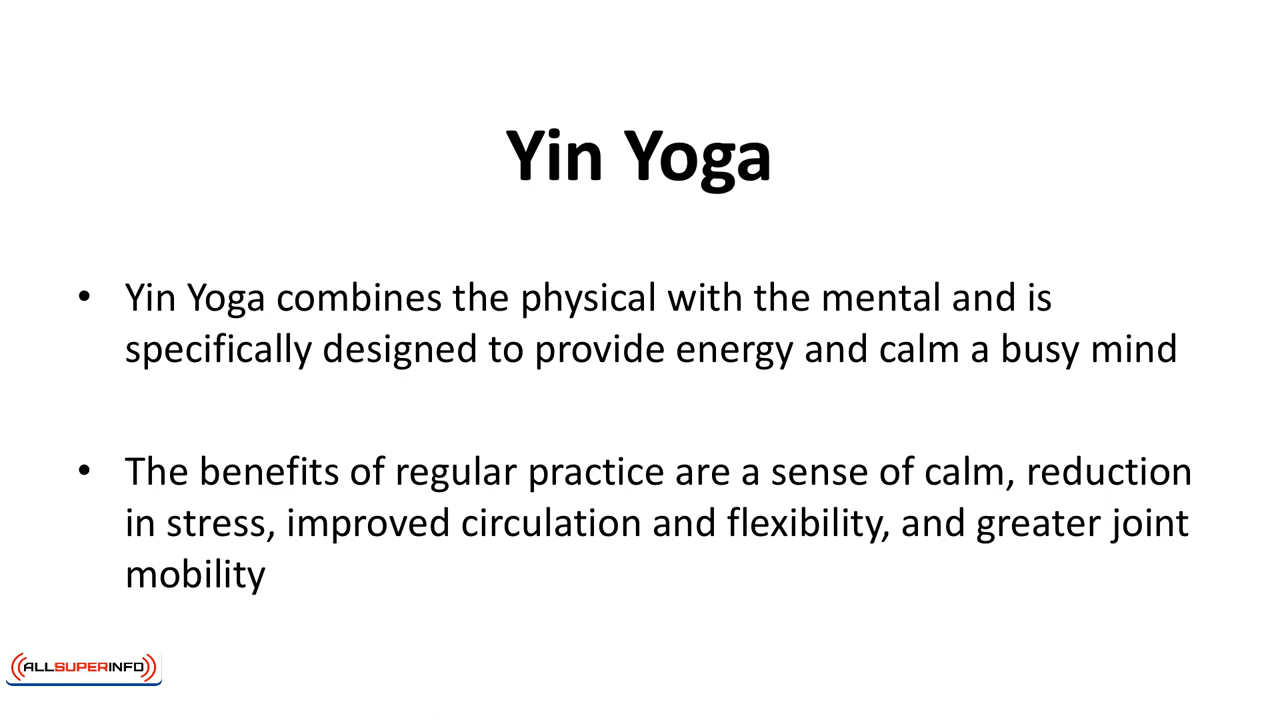 Yin Yoga
• Yin Yoga combines the physical with the mental and is
specifically designed to provide energy and calm a busy mind
• The benefits of regular practice are a sense of calm, reduction
in stress, improved circulation and flexibility, and greater joint
mobility
ALLSUPERINFO